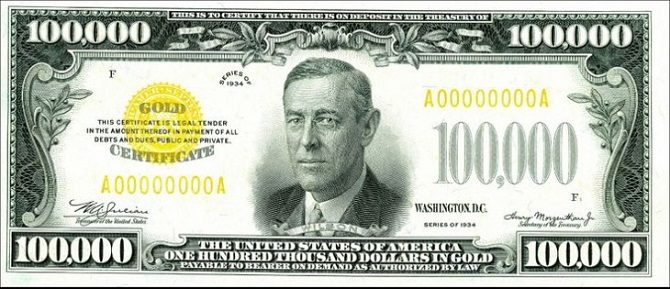 THIS IS TO CERTIFY THAT THERE IS ON DEPOSIT IN THE TREASURY OF
100,000
100,000
F
SERIES OF
1934
GOLD
THIS CERTIFICATE IS LEGAL TENDER
IN THE AMOUNT THEREOF IN PAYMENT OF ALL
DEBTS AND DUES, PUBLIC AND PRIVATE.
CERTIFICATE
A00000000A
A00000000A
100,000
F
WASHINGTON, D.C.
SERIES OF 1934
Treasurer of the United States.
Henry Morgenthau Jr.
Secretary of the Treasury.
WILSON
100,000
THE UNITED STATES OF AMERICA
ONE HUNDRED THOUSAND DOLLARS IN GOLD
PAYABLE TO BEARER ON DEMAND AS AUTHORIZED BY LAW
100,000